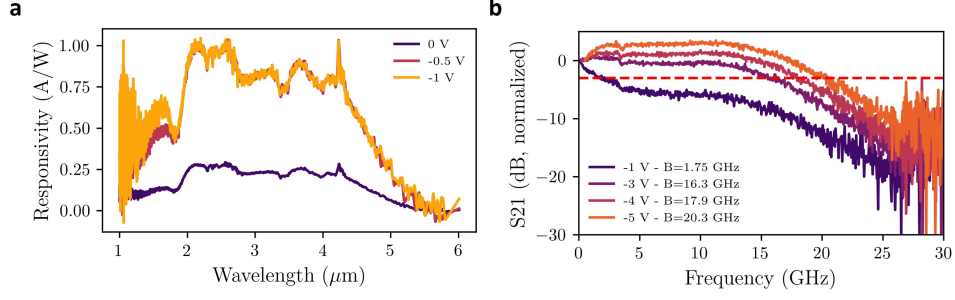 a
1.00
0.75
0.50
0.25
0.00
Responsivity (A/W)
0 V
-0.5 V
-1 V
1
2
3
4
5
6
Wavelength (μm)
b
0
−10
−20
−30
S21 (dB, normalized)
-1 V - B=1.75 GHz
-3 V - B=16.3 GHz
-4 V - B=17.9 GHz
-5 V - B=20.3 GHz
0
5
10
15
20
25
30
Frequency (GHz)